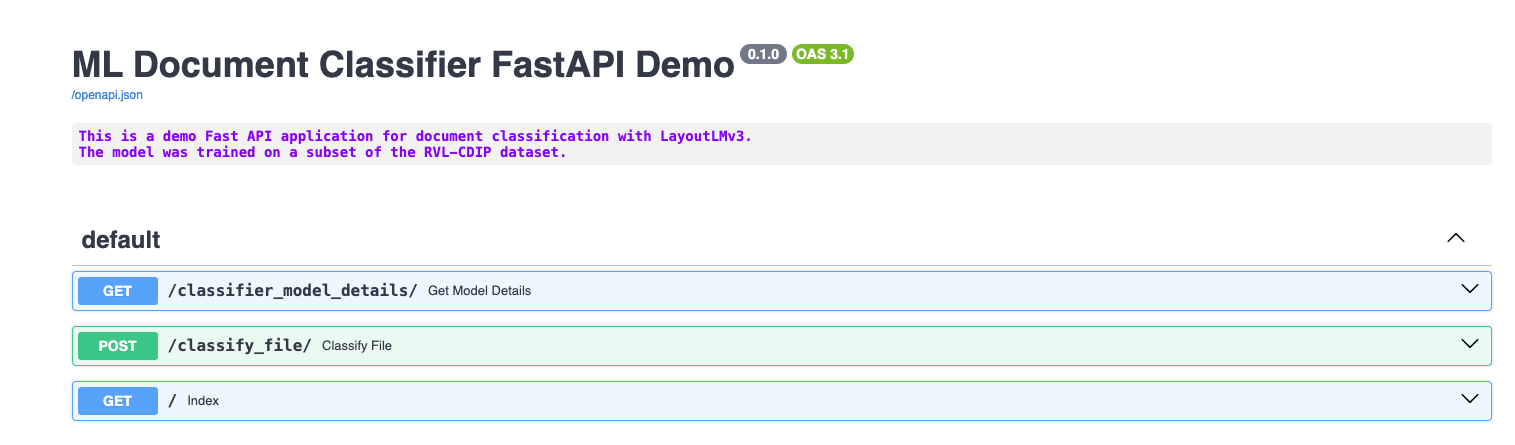 ML Document Classifier FastAPI Demo 0.1.0 OAS 3.1
/openapi.json
This is a demo Fast API application for document classification with LayoutLMv3.
The model was trained on a subset of the RVL-CDIP dataset.
default
GET /classifier_model_details/ Get Model Details
POST /classify_file/ Classify File
GET / Index